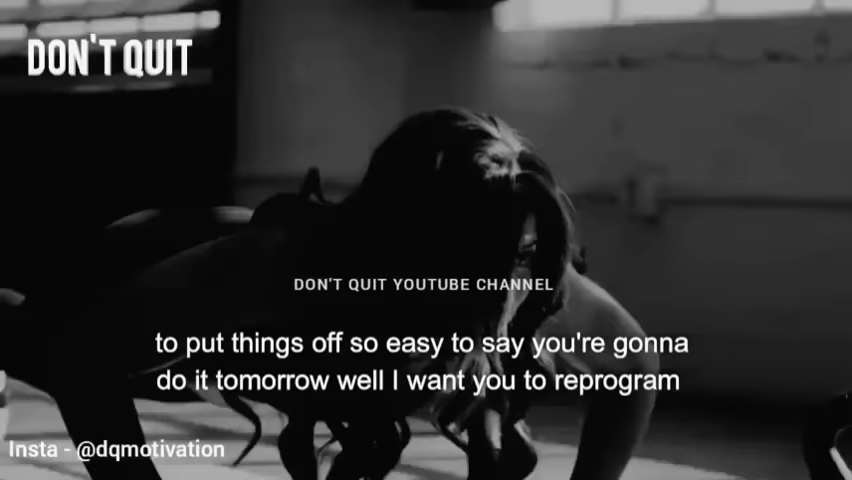 DON'T QUIT
DON'T QUIT YOUTUBE CHANNEL
to put things off so easy to say you're gonna
do it tomorrow well I want you to reprogram
Insta - @dqmotivation